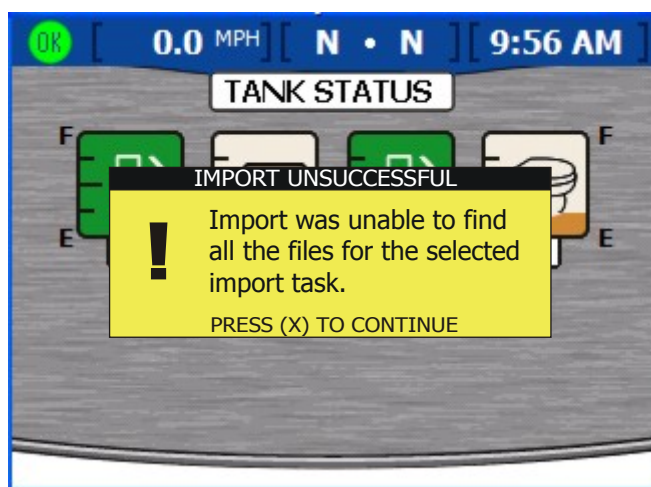 OK [ 0.0 MPH ] [ N • N ] [ 9:56 AM ]
TANK STATUS
F F
IMPORT UNSUCCESSFUL
! Import was unable to find
all the files for the selected
import task.
E E
PRESS (X) TO CONTINUE